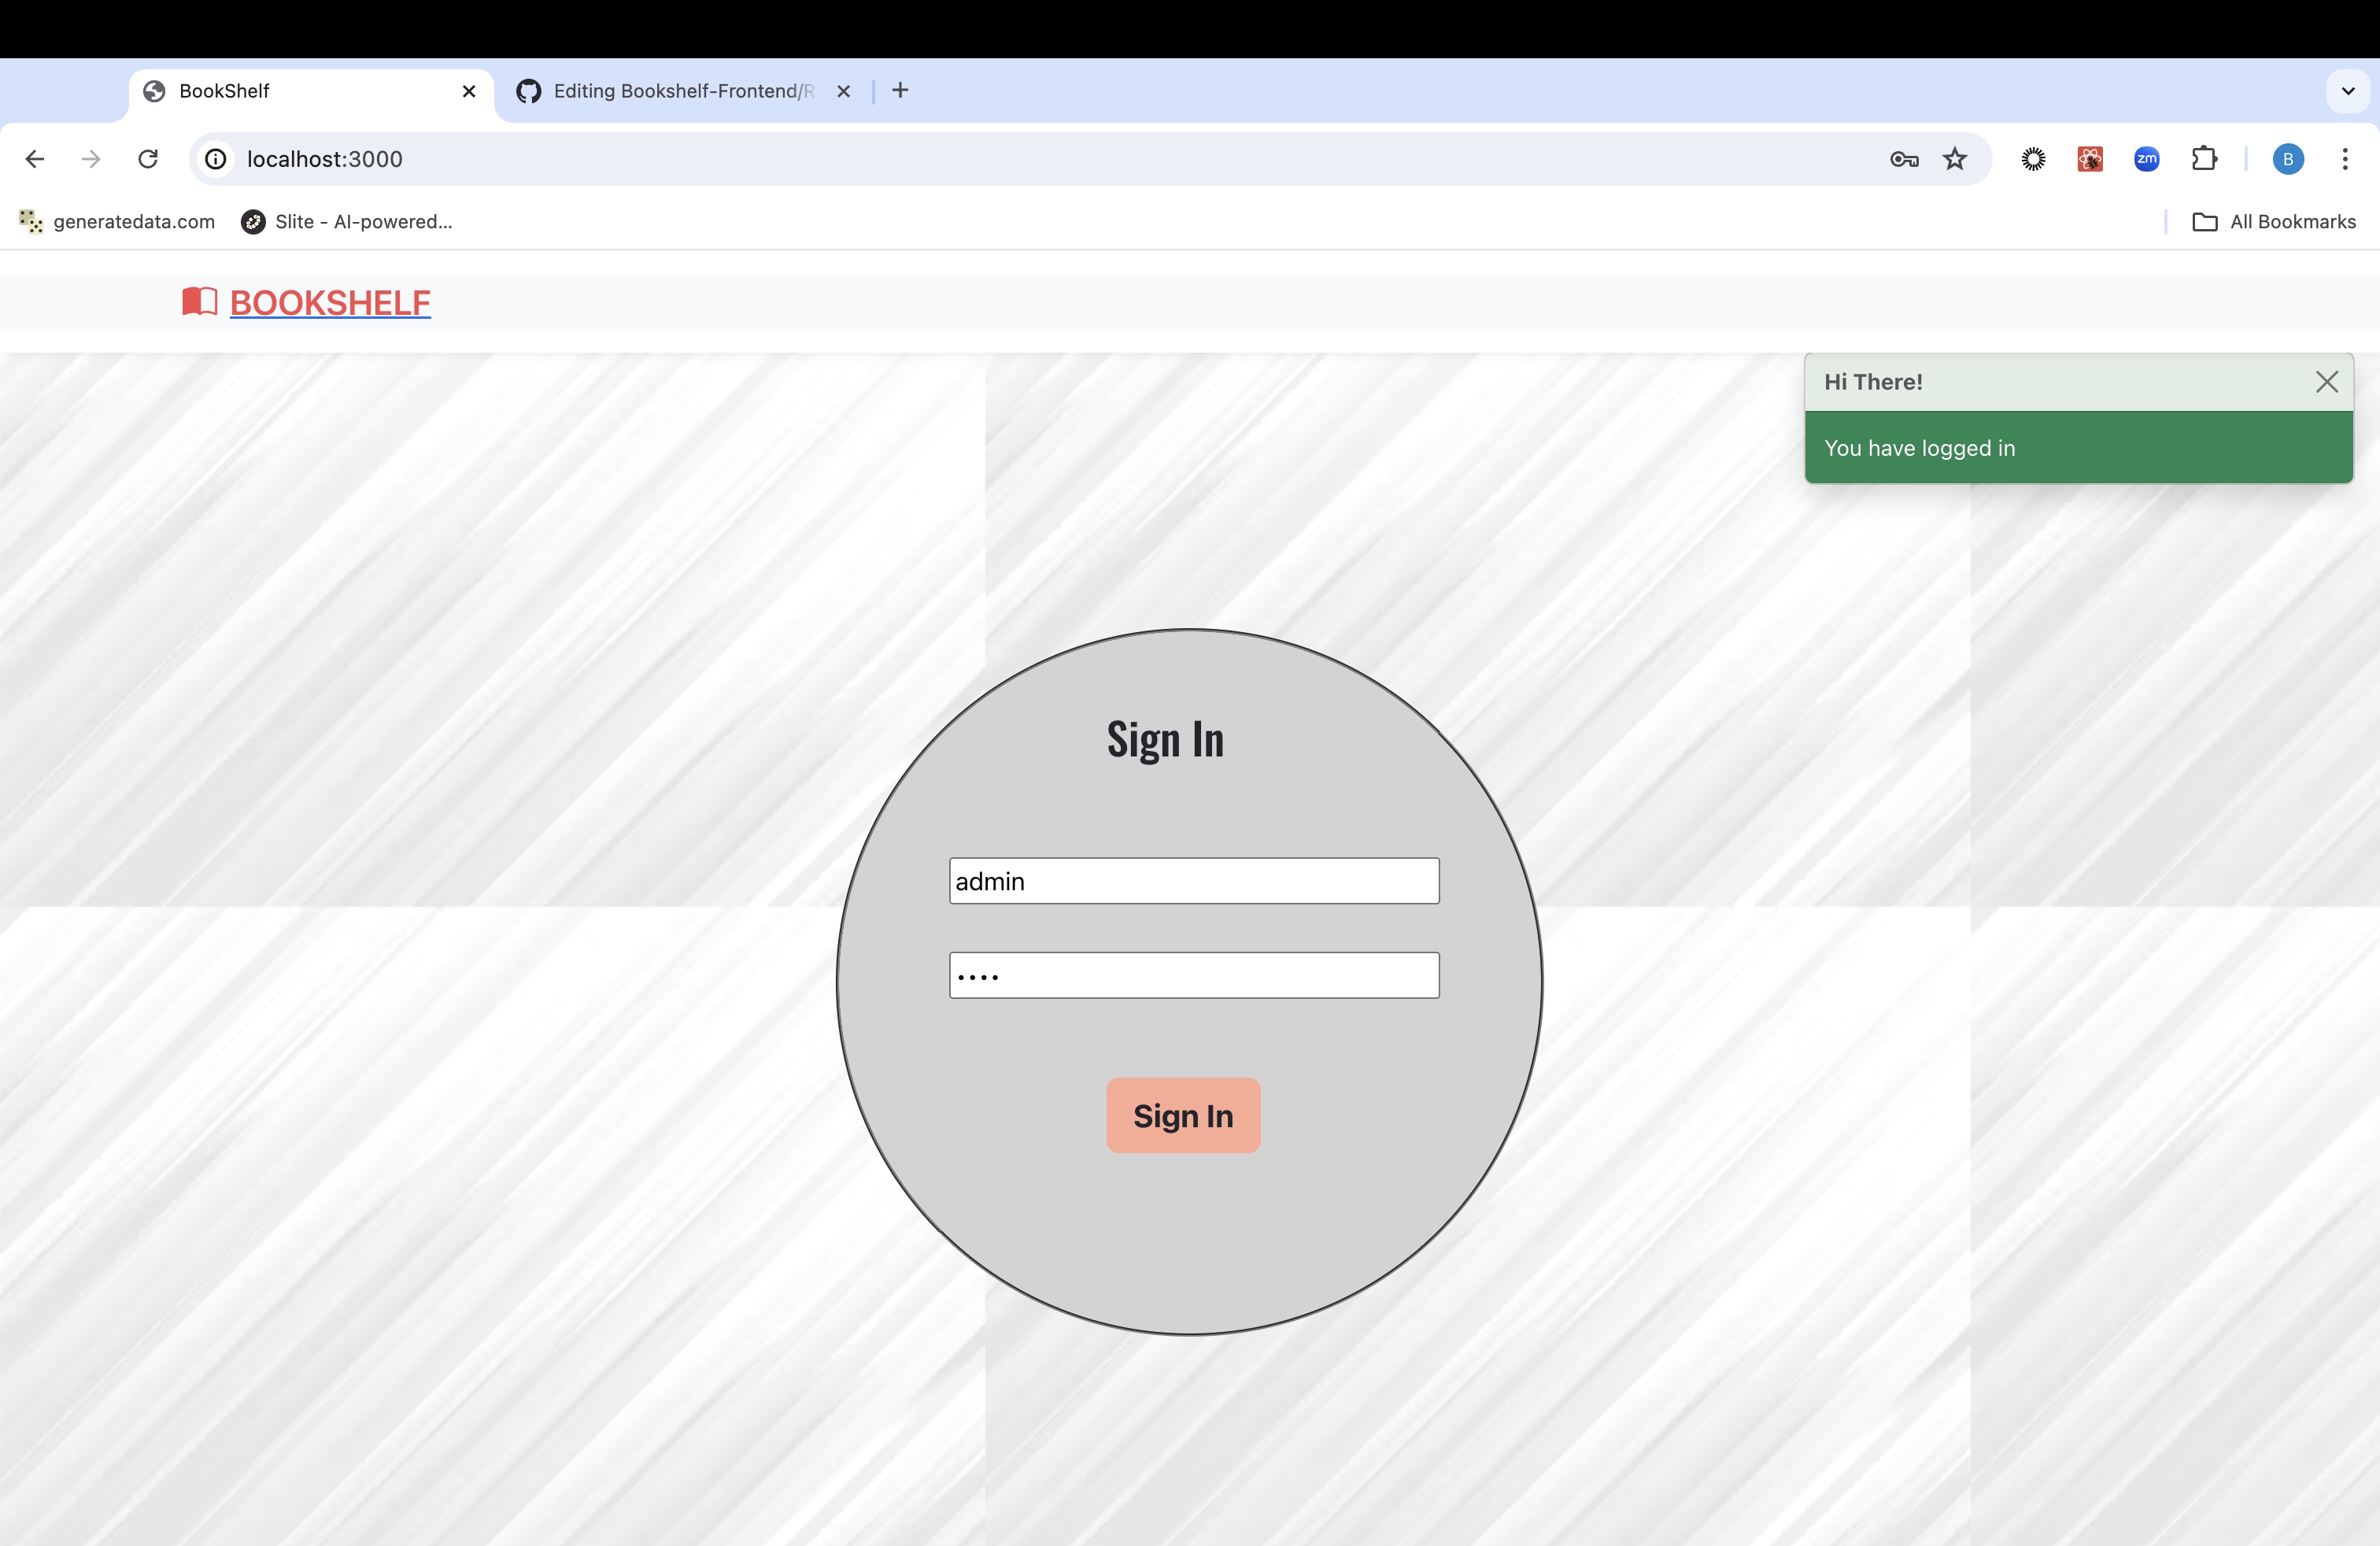 BookShelf
Editing Bookshelf-Frontend/R
localhost:3000
zm
B
generatedata.com
Slite - AI-powered...
All Bookmarks
BOOKSHELF
Hi There!
You have logged in
Sign In
admin
Sign In